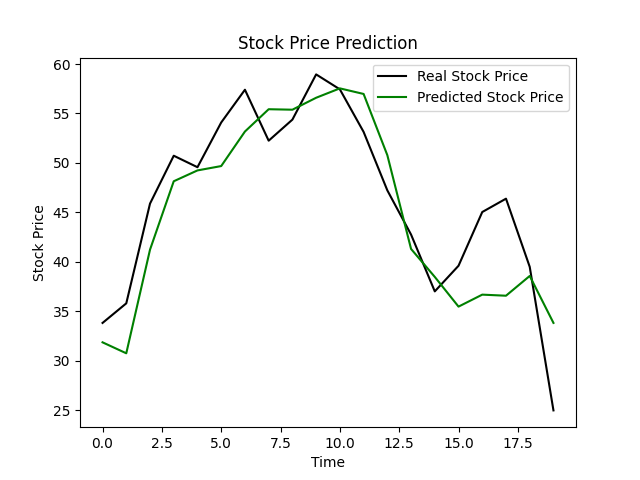 Stock Price Prediction
Real Stock Price
Predicted Stock Price
Stock Price
60
55
50
45
40
35
30
25
0.0 2.5 5.0 7.5 10.0 12.5 15.0 17.5
Time